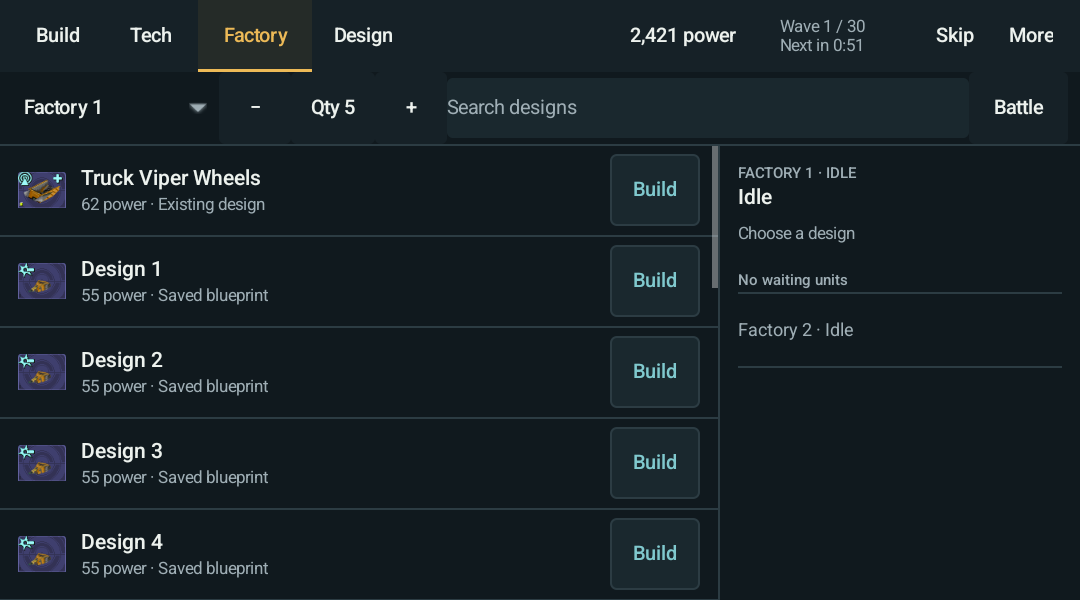 Build
Tech
Factory
Design
2,421 power
Wave 1 / 30
Next in 0:51
Skip
More
Factory 1
−
Qty 5
+
Search designs
Battle
Truck Viper Wheels
62 power · Existing design
Build
Design 1
55 power · Saved blueprint
Build
Design 2
55 power · Saved blueprint
Build
Design 3
55 power · Saved blueprint
Build
Design 4
55 power · Saved blueprint
Build
FACTORY 1 · IDLE
Idle
Choose a design
No waiting units
Factory 2 · Idle